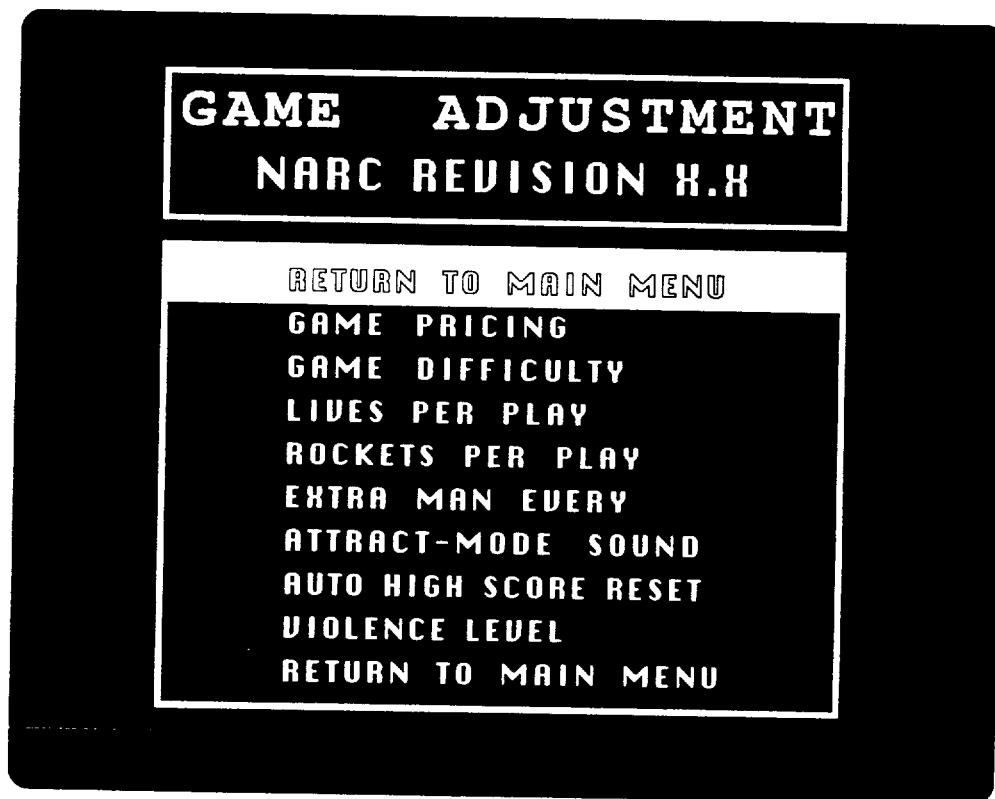 GAME ADJUSTMENT
NARC REVISION X.X
RETURN TO MAIN MENU
GAME PRICING
GAME DIFFICULTY
LIVES PER PLAY
ROCKETS PER PLAY
EXTRA MAN EVERY
ATTRACT-MODE SOUND
AUTO HIGH SCORE RESET
VIOLENCE LEVEL
RETURN TO MAIN MENU